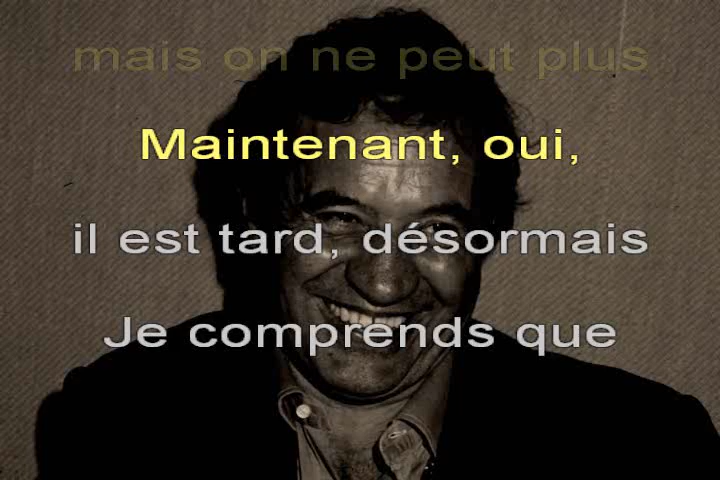 mais on ne peut plus
Maintenant, oui,
il est tard, désormais
Je comprends que